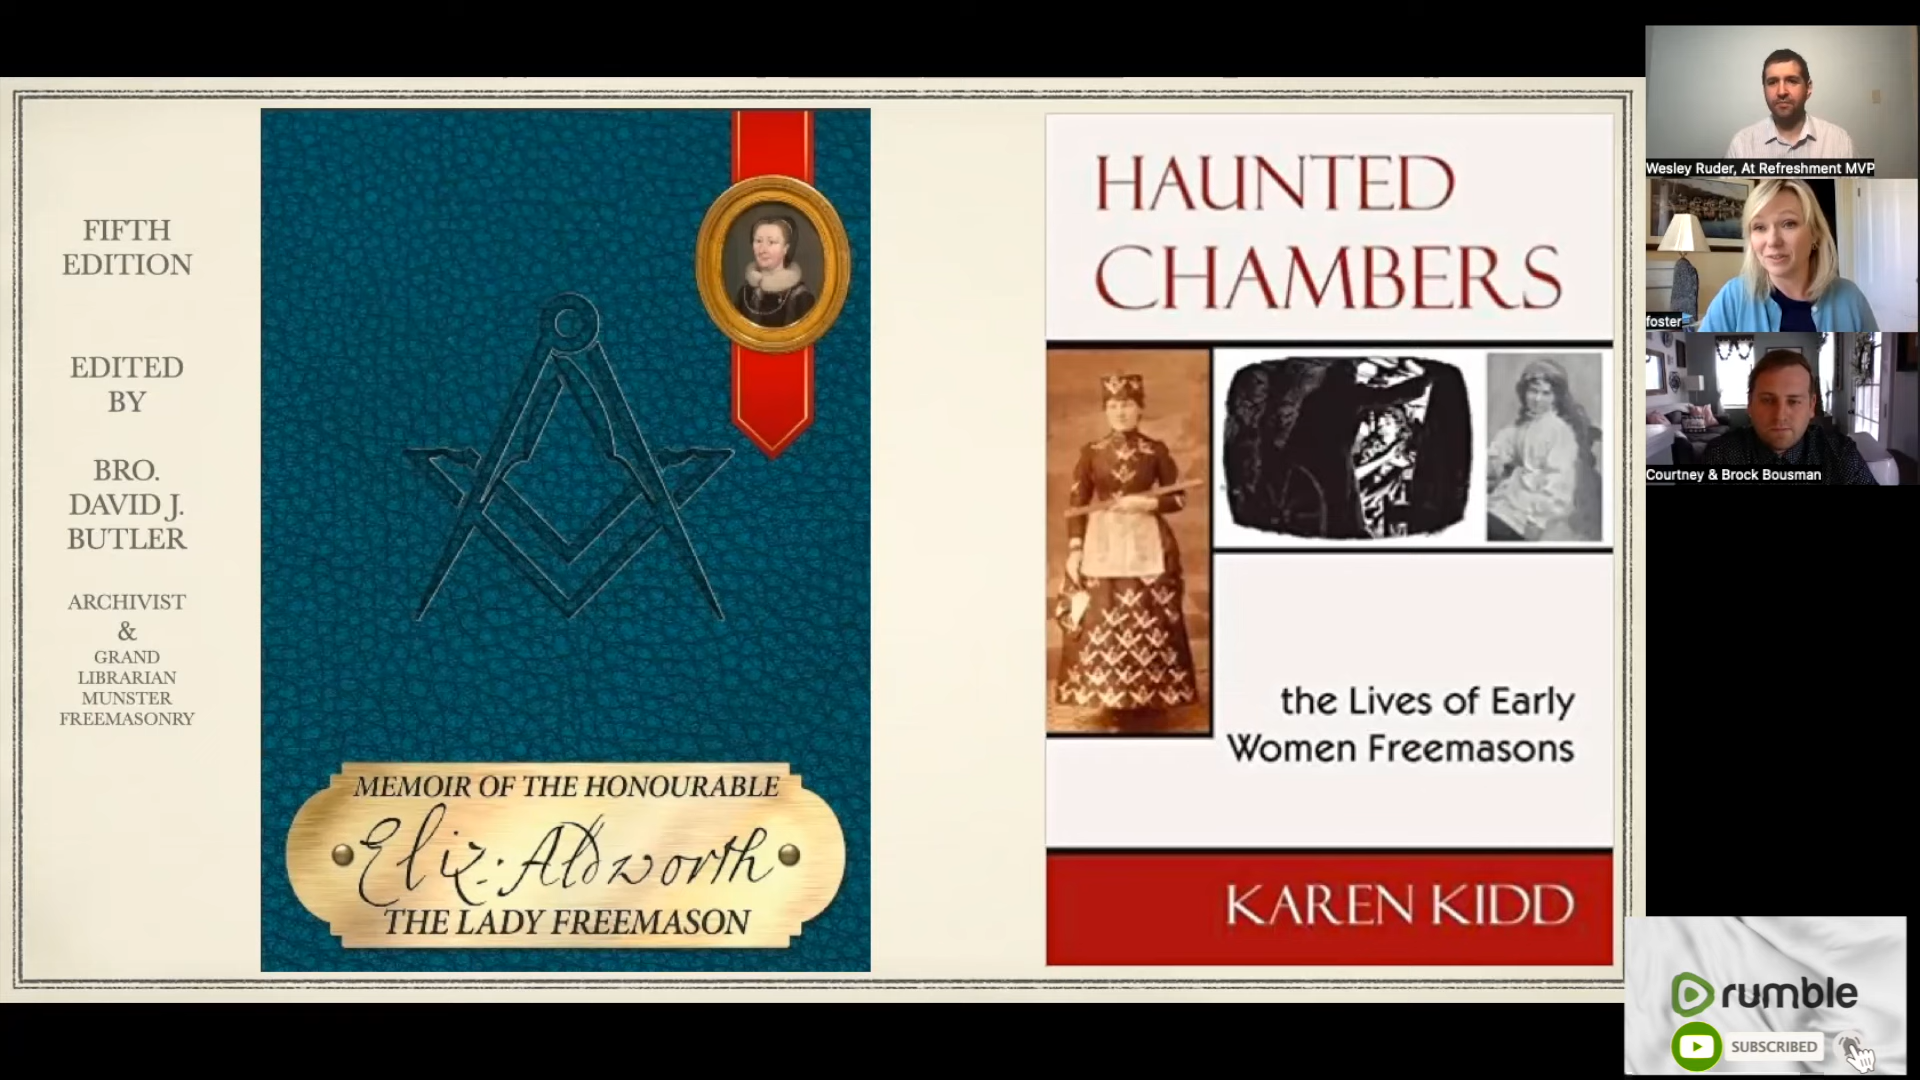 FIFTH
EDITION
EDITED
BY
BRO.
DAVID J.
BUTLER
ARCHIVIST
&
GRAND
LIBRARIAN
MUNSTER
FREEMASONRY
MEMOIR OF THE HONOURABLE
Eliz: Aldworth
THE LADY FREEMASON
HAUNTED
CHAMBERS
the Lives of Early
Women Freemasons
KAREN KIDD
Wesley Ruder, At Refreshment MVP
foster
Courtney & Brock Bousman
rumble
SUBSCRIBED